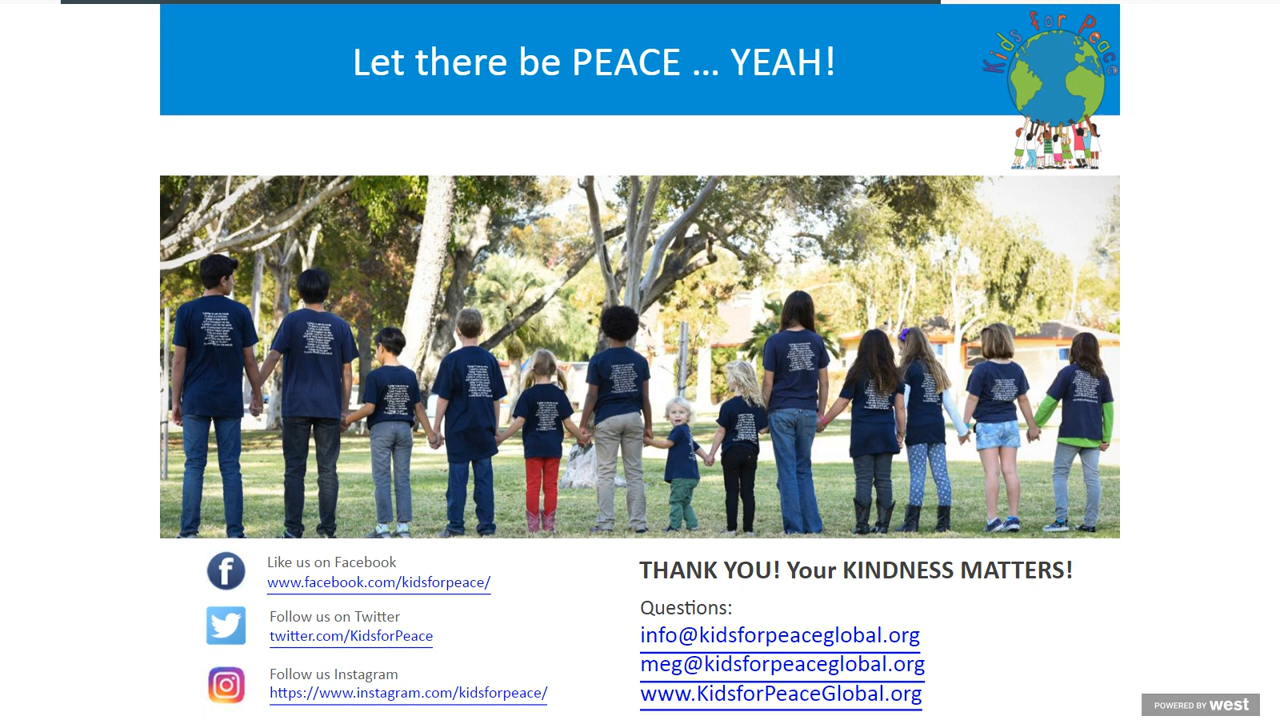 Let there be PEACE ... YEAH!
Kids for Peace
Like us on Facebook
www.facebook.com/kidsforpeace/
Follow us on Twitter
twitter.com/KidsforPeace
Follow us Instagram
https://www.instagram.com/kidsforpeace/
THANK YOU! Your KINDNESS MATTERS!
Questions:
info@kidsforpeaceglobal.org
meg@kidsforpeaceglobal.org
www.KidsforPeaceGlobal.org
POWERED BY west